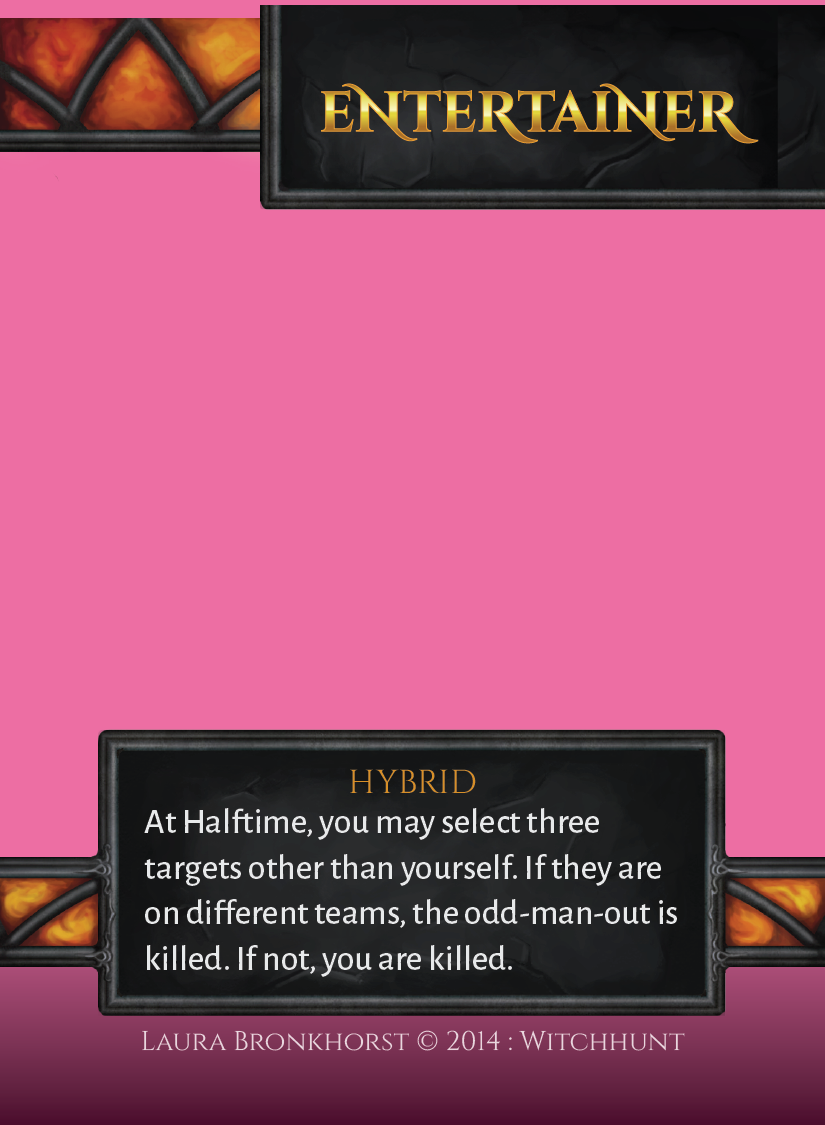 ENTERTAINER
HYBRID
At Halftime, you may select three
targets other than yourself. If they are
on different teams, the odd-man-out is
killed. If not, you are killed.
Laura Bronkhorst © 2014 : Witchhunt